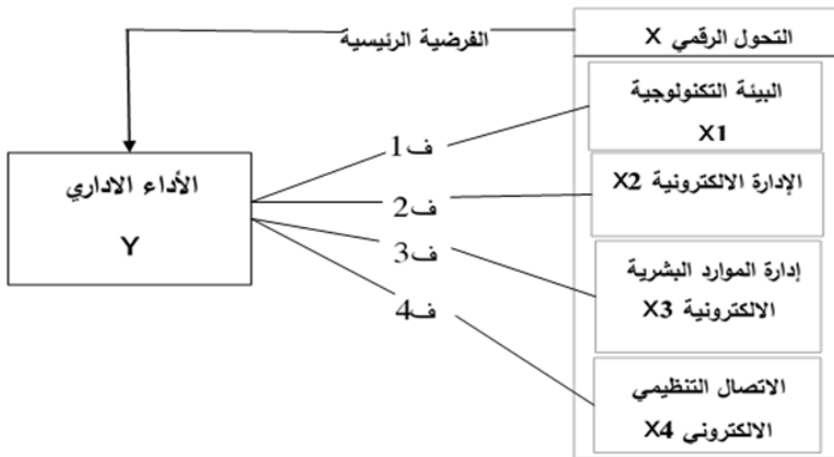 التحول الرقمي X
الفرضية الرئيسية
البيئة التكنولوجية
X1
ف1
الأداء الاداري
Y
الإدارة الالكترونية X2
ف2
إدارة الموارد البشرية
الالكترونية X3
ف3
ف4
الاتصال التنظيمي
الالكتروني X4